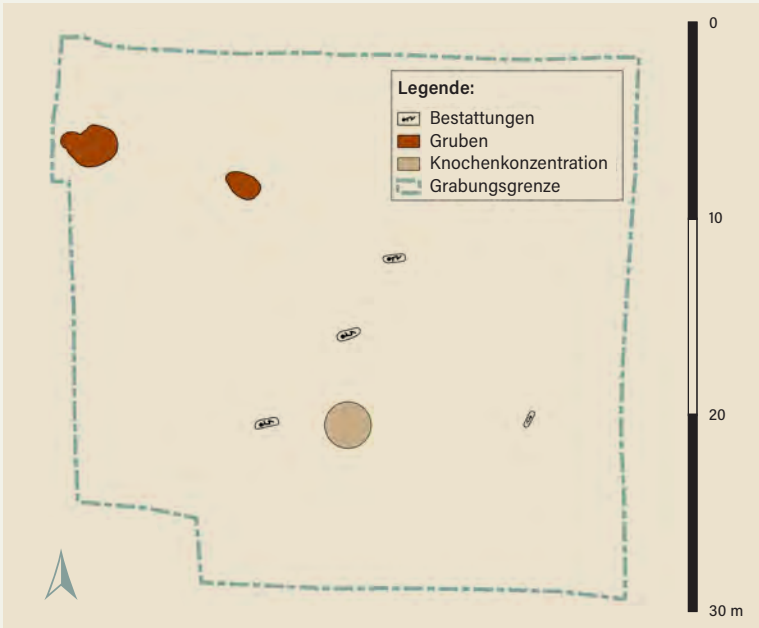 0
Legende:
Bestattungen
Gruben
Knochenkonzentration
Grabungsgrenze
10
20
30 m